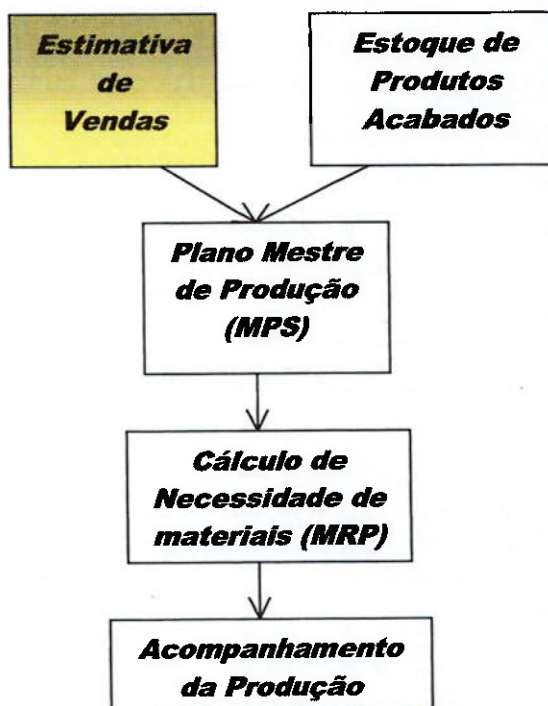 Estimativa
de
Vendas
Estoque de
Produtos
Acabados
Plano Mestre
de Produção
(MPS)
Cálculo de
Necessidade de
materiais (MRP)
Acompanhamento
da Produção